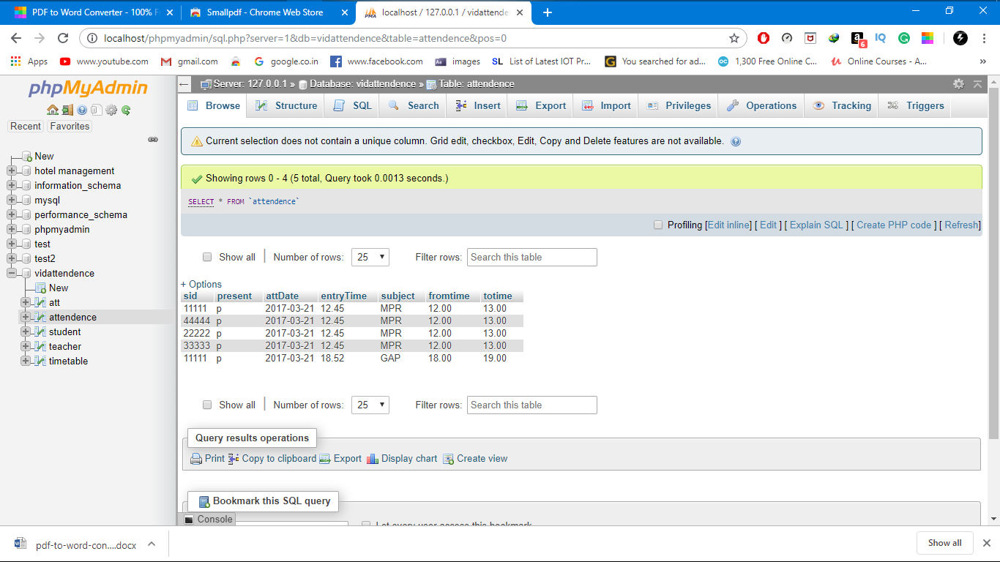 PDF to Word Converter - 100% F
Smallpdf - Chrome Web Store
localhost / 127.0.0.1 / vidattende
localhost/phpmyadmin/sql.php?server=1&db=vidattendence&table=attendence&pos=0
6
IQ
Apps
www.youtube.com
gmail.com
google.co.in
www.facebook.com
Ae
images
SL
List of Latest IOT Pr...
You searched for ad...
1,300 Free Online C...
Online Courses - A...
phpMyAdmin
Recent
Favorites
New
hotel management
information_schema
mysql
performance_schema
phpmyadmin
test
test2
vidattendence
New
att
attendence
student
teacher
timetable
Server: 127.0.0.1 » Database: vidattendence » Table: attendence
Browse
Structure
SQL
Search
Insert
Export
Import
Privileges
Operations
Tracking
Triggers
Current selection does not contain a unique column. Grid edit, checkbox, Edit, Copy and Delete features are not available.
Showing rows 0 - 4 (5 total, Query took 0.0013 seconds.)
SELECT * FROM `attendence`
Profiling [Edit inline] [ Edit ] [ Explain SQL ] [ Create PHP code ] [ Refresh]
Show all | Number of rows: 25 Filter rows: Search this table
+ Options
sid present attDate entryTime subject fromtime totime
11111 p 2017-03-21 12.45 MPR 12.00 13.00
44444 p 2017-03-21 12.45 MPR 12.00 13.00
22222 p 2017-03-21 12.45 MPR 12.00 13.00
33333 p 2017-03-21 12.45 MPR 12.00 13.00
11111 p 2017-03-21 18.52 GAP 18.00 19.00
Show all | Number of rows: 25 Filter rows: Search this table
Query results operations
Print Copy to clipboard Export Display chart Create view
Bookmark this SQL query
Console
Let every user access this bookmark
pdf-to-word-con....docx
Show all